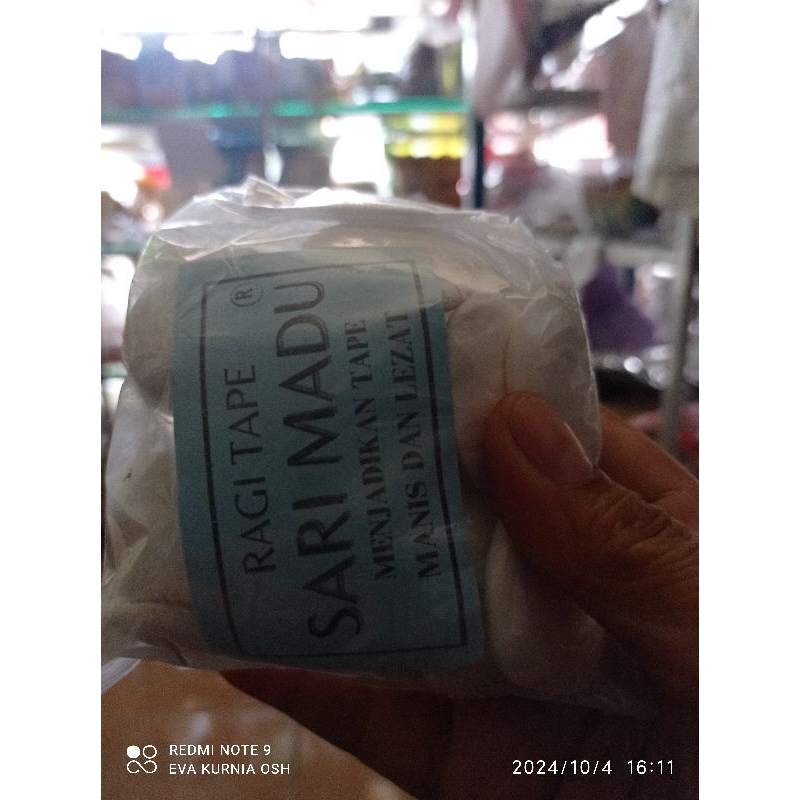 RAGI TAPE ®
SARI MADU
MENJADIKAN TAPE
MANIS DAN LEZAT
REDMI NOTE 9
EVA KURNIA OSH
2024/10/4 16:11